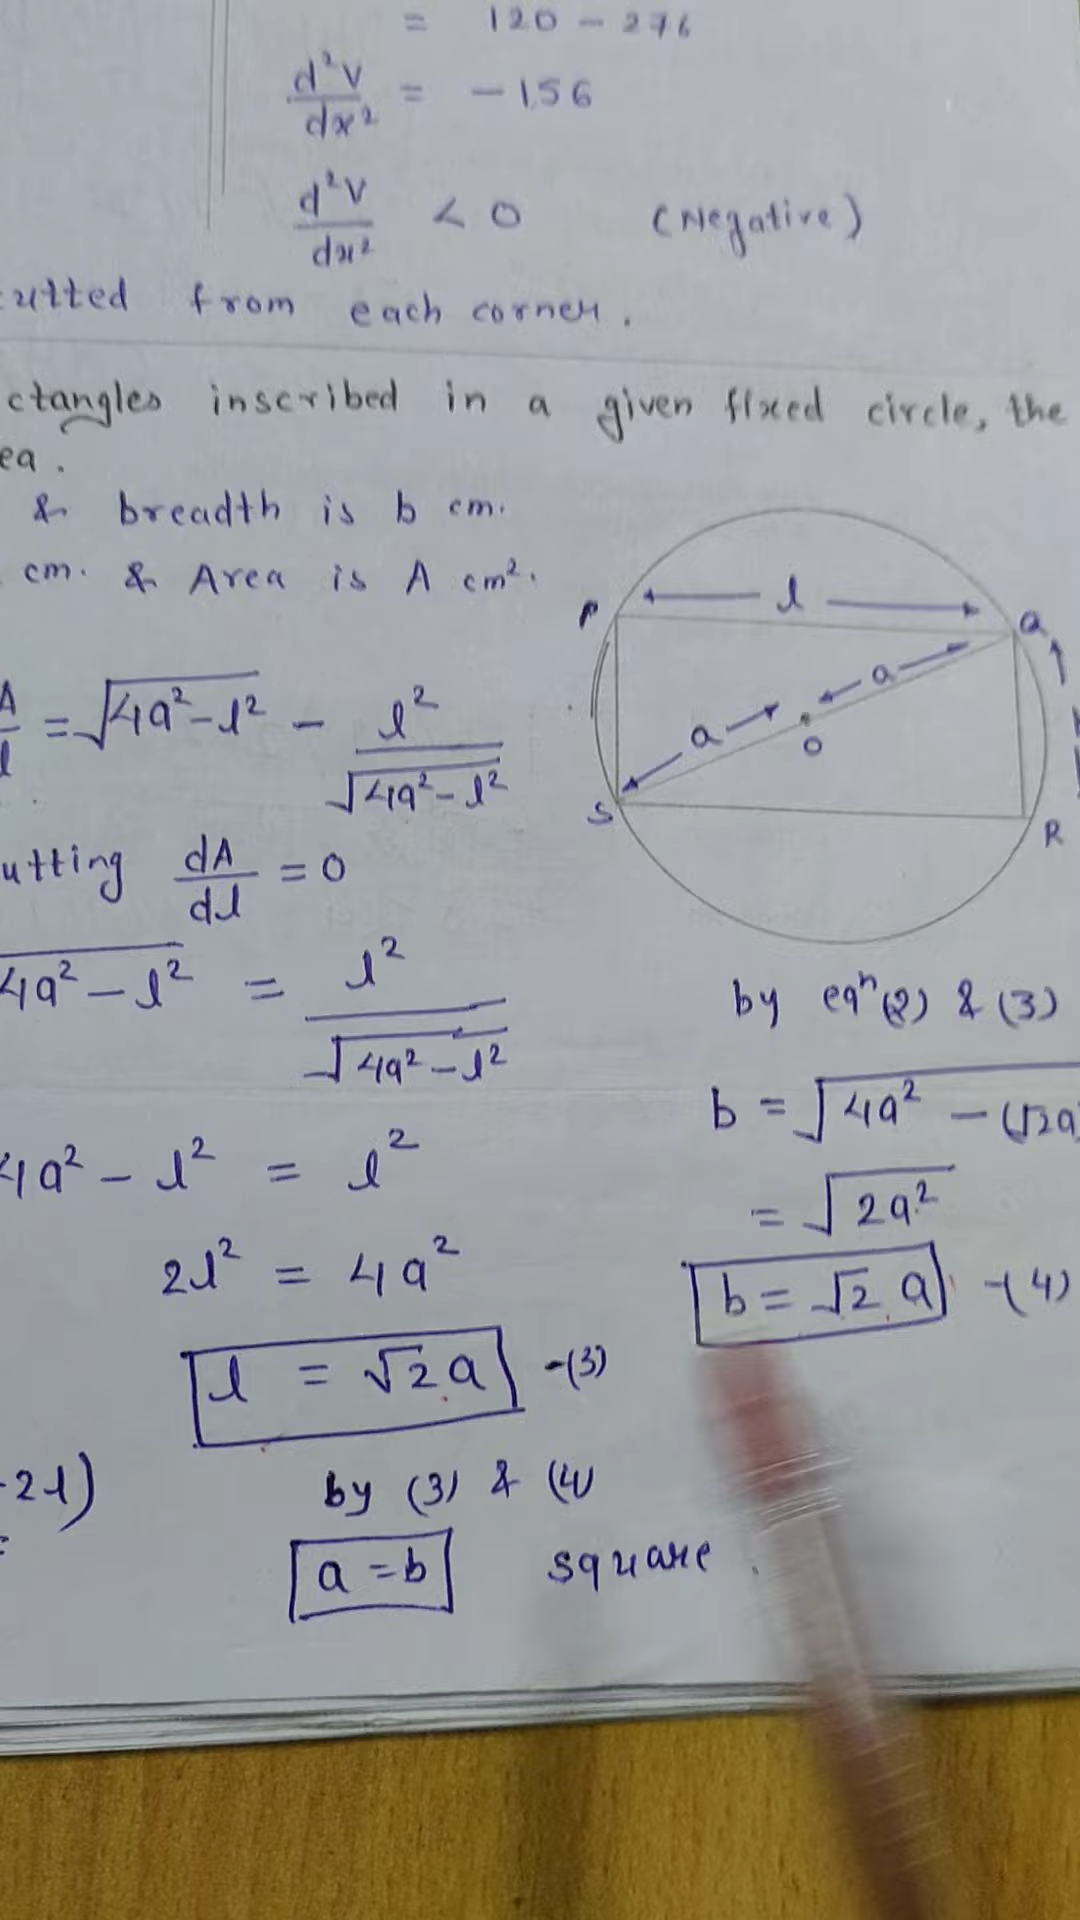 = 120 - 276
d²V/dx² = -156
d²V/dx² < 0 (Negative)
cutted from each corner.
ctangles inscribed in a given fixed circle, the
ea.
& breadth is b cm.
cm. & Area is A cm².
P l Q
a
a
O
S
R
A/l = √4a²-l² - l²/√4a²-l²
utting dA/dl = 0
4a² - l² = l²/√4a²-l²
by eqⁿ (2) & (3)
b = √4a² - (√2a
4a² - l² = l²
= √2a²
2l² = 4a²
b = √2 a -(4)
l = √2a -(3)
-2l)
by (3) & (4)
a = b square.